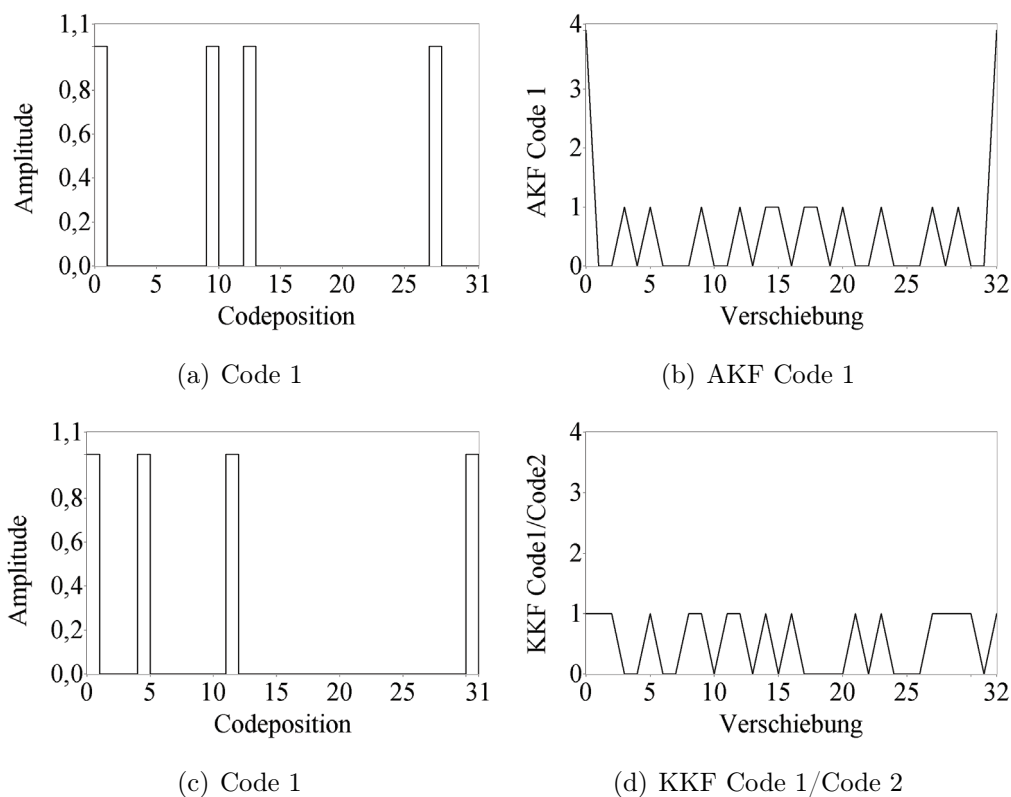 1,1
0,8
0,6
0,4
0,2
0,0
Amplitude
0 5 10 15 20 25 31
Codeposition
(a) Code 1
4
3
2
1
0
AKF Code 1
0 5 10 15 20 25 32
Verschiebung
(b) AKF Code 1
1,1
0,8
0,6
0,4
0,2
0,0
Amplitude
0 5 10 15 20 25 31
Codeposition
(c) Code 1
4
3
2
1
0
KKF Code1/Code2
0 5 10 15 20 25 32
Verschiebung
(d) KKF Code 1/Code 2